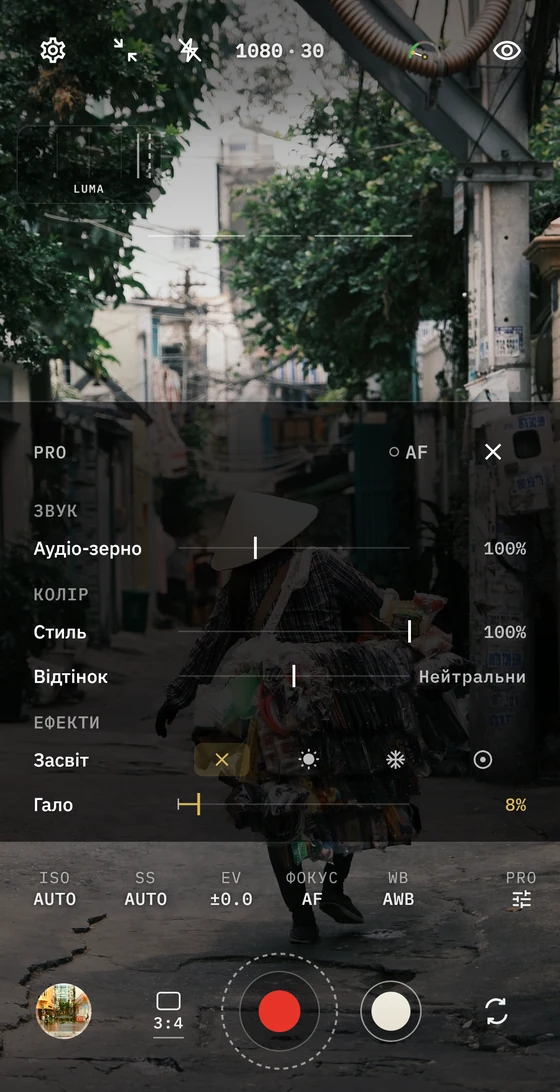 1080 · 30
LUMA
PRO
AF
ЗВУК
Аудіо-зерно
100%
КОЛІР
Стиль
100%
Відтінок
Нейтральни
ЕФЕКТИ
Засвіт
Гало
8%
ISO SS EV ФОКУС WB PRO
AUTO AUTO ±0.0 AF AWB
3:4